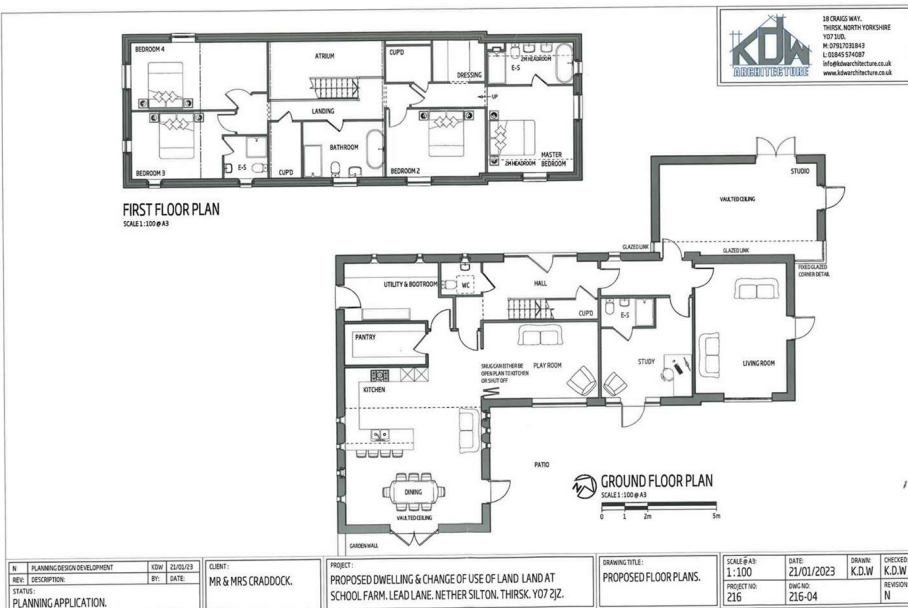 KDW
ARCHITECTURE
18 CRAIGS WAY.
THIRSK. NORTH YORKSHIRE
YO7 1UD.
M: 07917031843
L: 01845 574087
info@kdwarchitecture.co.uk
www.kdwarchitecture.co.uk
BEDROOM 4
ATRIUM
CUP'D
DRESSING
2M HEADROOM
E-S
UP
LANDING
BATHROOM
BEDROOM 3
E-S
CUP'D
BEDROOM 2
2M HEADROOM
MASTER
BEDROOM
FIRST FLOOR PLAN
SCALE 1 : 100 @ A3
STUDIO
VAULTED CEILING
GLAZED LINK
GLAZED LINK
FIXED GLAZED
CORNER DETAIL
UTILITY & BOOTROOM
WC
HALL
CUP'D
E-S
PANTRY
SNUG CAN EITHER BE
OPEN PLAN TO KITCHEN
OR SHUT OFF
PLAY ROOM
STUDY
LIVING ROOM
KITCHEN
PATIO
DINING
VAULTED CEILING
GARDEN WALL
N
GROUND FLOOR PLAN
SCALE 1 : 100 @ A3
0 1 2m 5m
N PLANNING DESIGN DEVELOPMENT KDW 21/01/23
REV: DESCRIPTION: BY: DATE:
STATUS:
PLANNING APPLICATION.
CLIENT:
MR & MRS CRADDOCK.
PROJECT:
PROPOSED DWELLING & CHANGE OF USE OF LAND LAND AT
SCHOOL FARM. LEAD LANE. NETHER SILTON. THIRSK. YO7 2JZ.
DRAWING TITLE:
PROPOSED FLOOR PLANS.
SCALE @ A3:
1 : 100
DATE:
21/01/2023
DRAWN:
K.D.W
CHECKED:
K.D.W
PROJECT NO:
216
DWG NO:
216-04
REVISION:
N